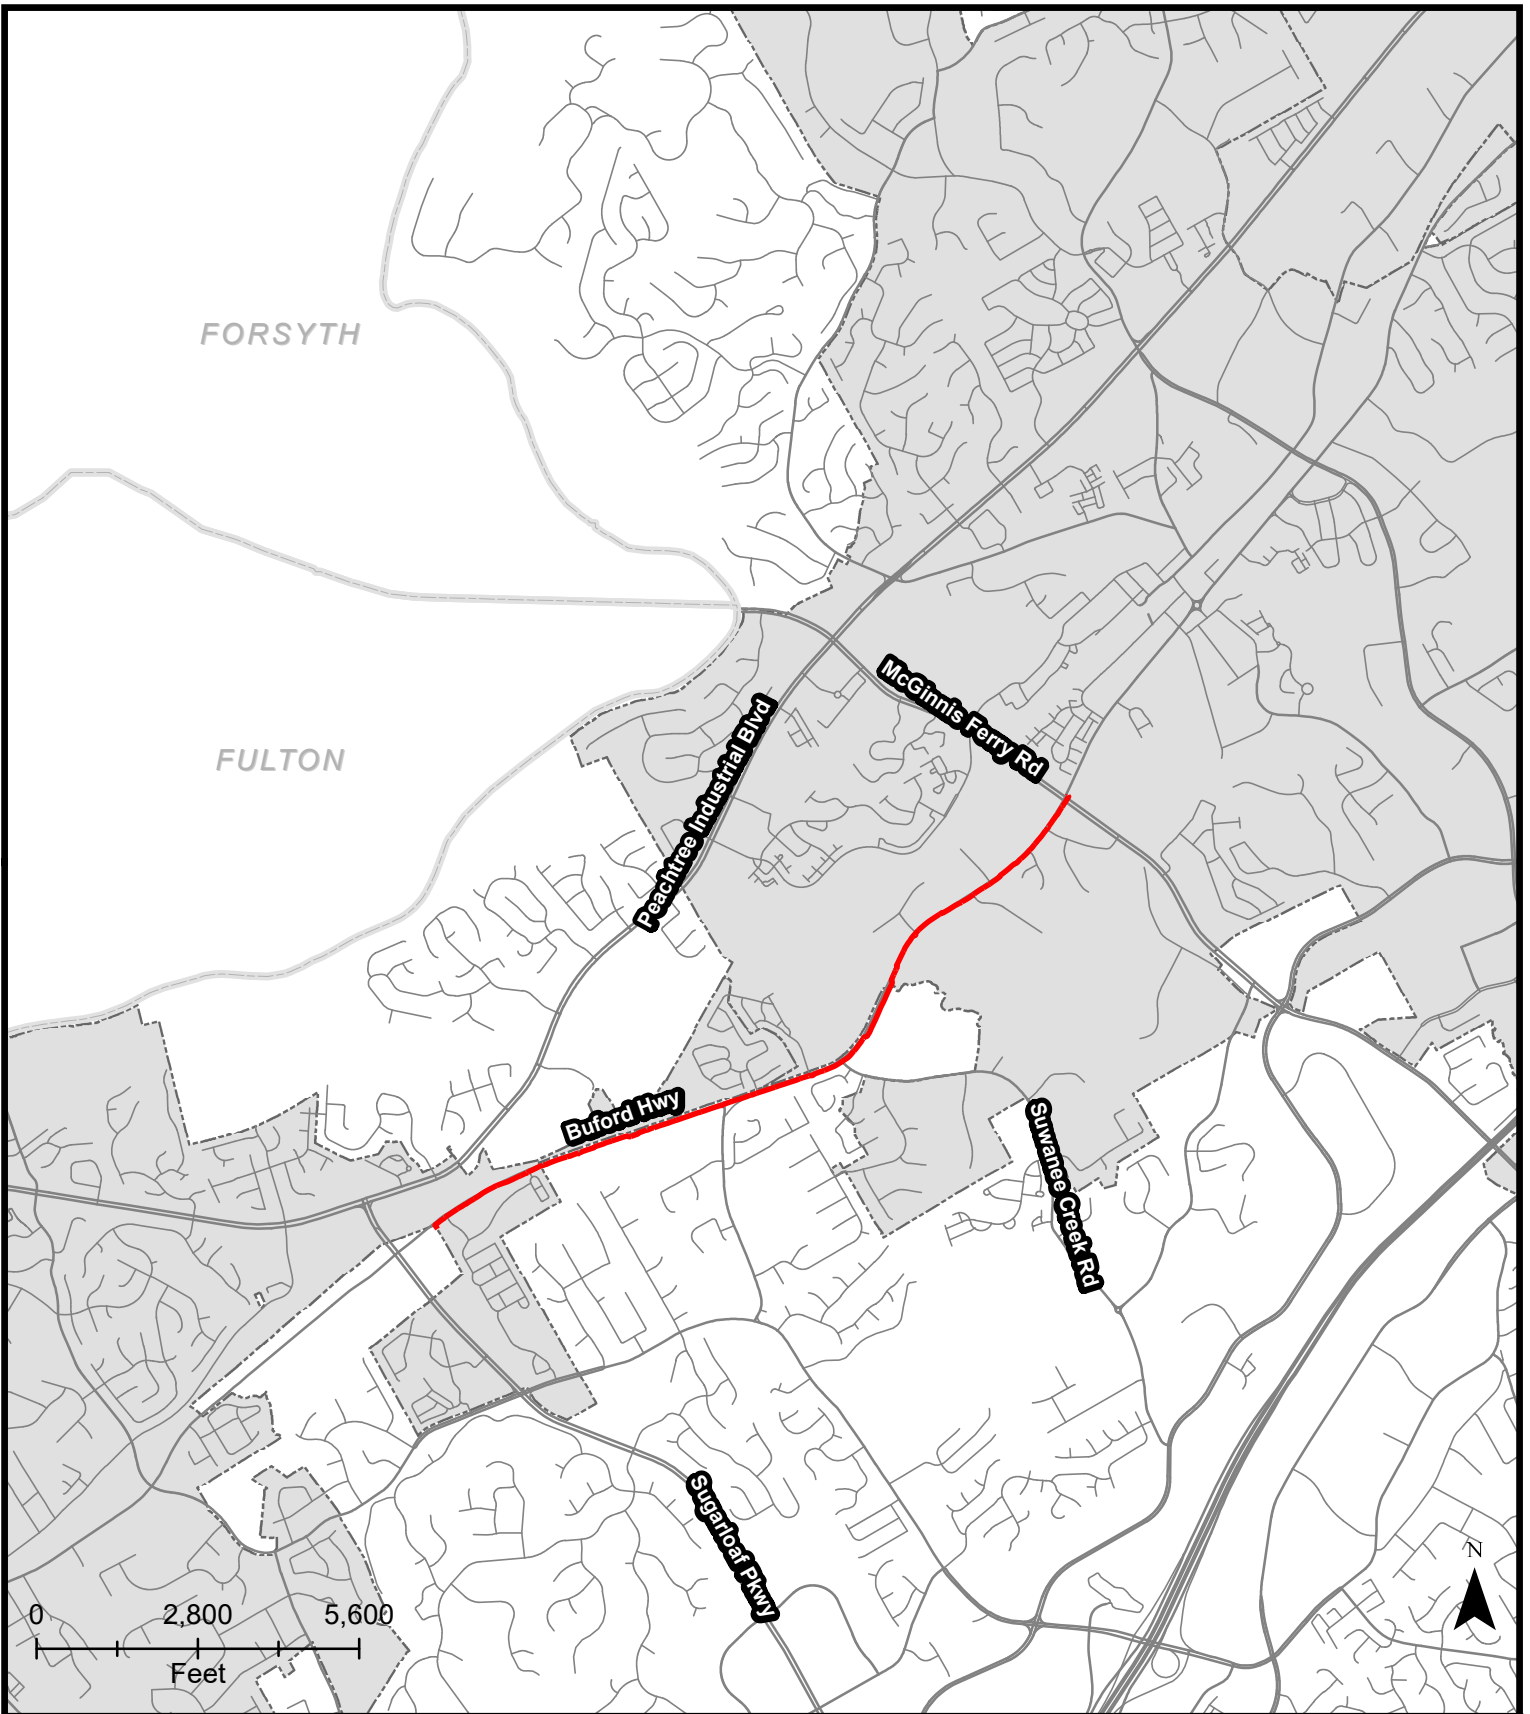 FORSYTH
McGinnis Ferry Rd
Peachtree Industrial Blvd
FULTON
Buford Hwy
Suwanee Creek Rd
Sugarloaf Pkwy
N
0 2,800 5,600
Feet